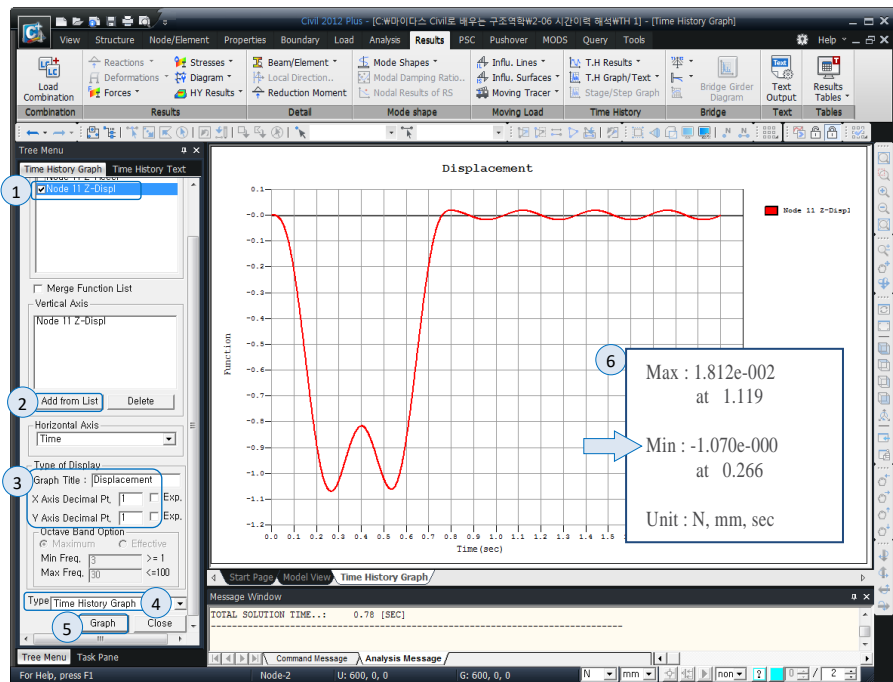 Civil 2012 Plus - [C:₩마이다스 Civil로 배우는 구조역학₩2-06 시간이력 해석₩TH 1] - [Time History Graph]
View Structure Node/Element Properties Boundary Load Analysis Results PSC Pushover MODS Query Tools Help
Load Combination
Reactions
Deformations
Forces
Stresses
Diagram
HY Results
Beam/Element
Local Direction..
Reduction Moment
Mode Shapes
Modal Damping Ratio..
Nodal Results of RS
Influ. Lines
Influ. Surfaces
Moving Tracer
T.H Results
T.H Graph/Text
Stage/Step Graph
Bridge Girder Diagram
Text Output
Results Tables
Combination Results Detail Mode shape Moving Load Time History Bridge Text Tables
Tree Menu
Time History Graph Time History Text
1
Node 11 Z-Displ
Merge Function List
Vertical Axis
Node 11 Z-Displ
2
Add from List Delete
Horizontal Axis
Time
Type of Display
3
Graph Title : Displacement
X Axis Decimal Pt, 1 Exp,
Y Axis Decimal Pt, 1 Exp,
Octave Band Option
Maximum Effective
Min Freq, 3 >= 1
Max Freq, 30 <=100
Type Time History Graph 4
5 Graph Close
Tree Menu Task Pane
Displacement
Node 11 Z-Displ
0.1
-0.0
-0.1
-0.2
-0.3
-0.4
-0.5
-0.6
-0.7
-0.8
-0.9
-1.0
-1.1
-1.2
Function
0.0 0.1 0.2 0.3 0.4 0.5 0.6 0.7 0.8 0.9 1.0 1.1 1.2 1.3 1.4 1.5
Time(sec)
6
Max : 1.812e-002
at 1.119
Min : -1.070e-000
at 0.266
Unit : N, mm, sec
Start Page Model View Time History Graph
Message Window
TOTAL SOLUTION TIME..: 0.78 [SEC]
Command Message Analysis Message
For Help, press F1 Node-2 U: 600, 0, 0 G: 600, 0, 0 N mm non ? 0 / 2